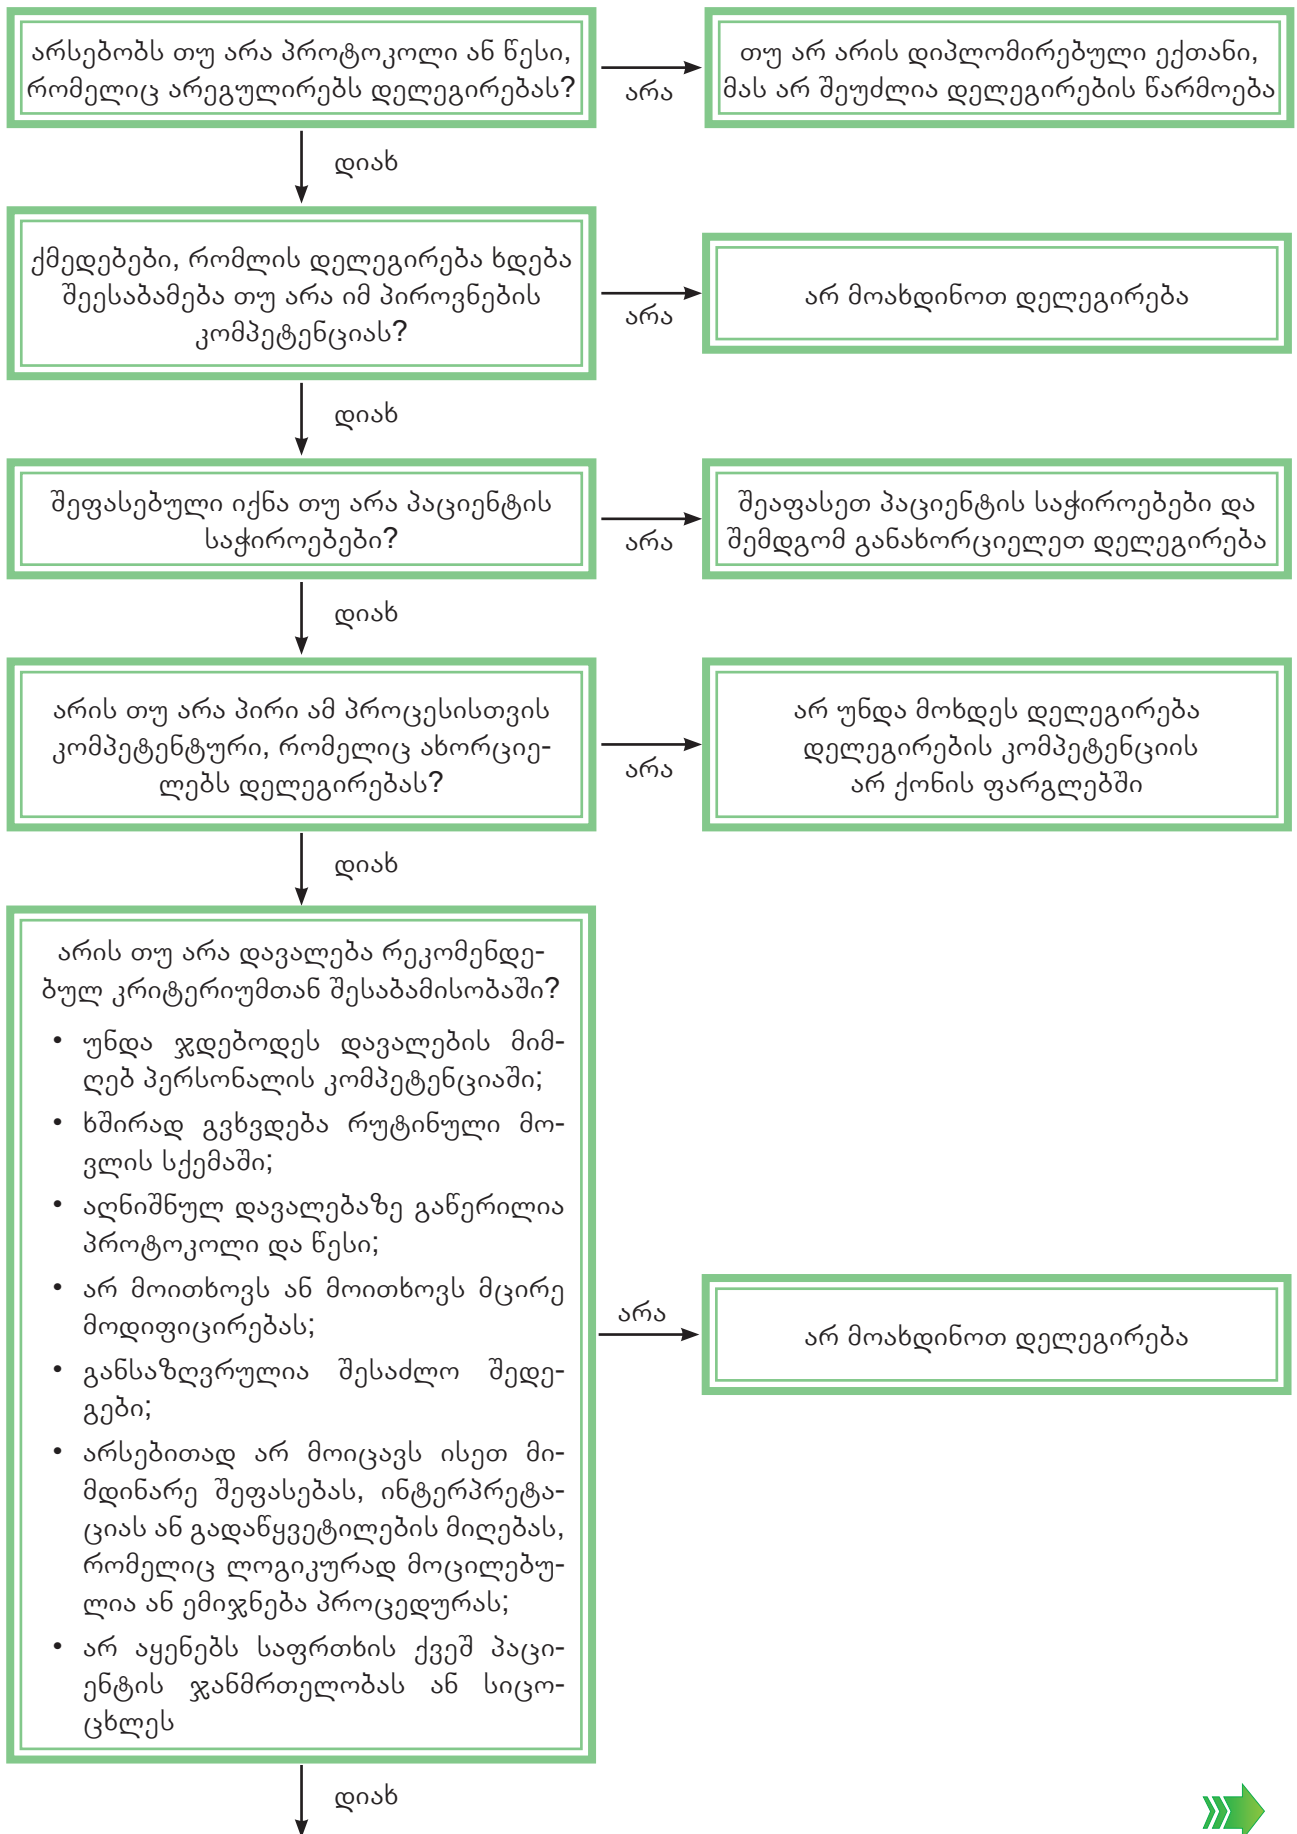 არსებობს თუ არა პროტოკოლი ან წესი,
რომელიც არეგულირებს დელეგირებას?
არა
თუ არ არის დიპლომირებული ექთანი,
მას არ შეუძლია დელეგირების წარმოება
დიახ
ქმედებები, რომლის დელეგირება ხდება
შეესაბამება თუ არა იმ პიროვნების
კომპეტენციას?
არა
არ მოახდინოთ დელეგირება
დიახ
შეფასებული იქნა თუ არა პაციენტის
საჭიროებები?
არა
შეაფასეთ პაციენტის საჭიროებები და
შემდგომ განახორციელეთ დელეგირება
დიახ
არის თუ არა პირი ამ პროცესისთვის
კომპეტენტური, რომელიც ახორციე-
ლებს დელეგირებას?
არა
არ უნდა მოხდეს დელეგირება
დელეგირების კომპეტენციის
არ ქონის ფარგლებში
დიახ
არის თუ არა დავალება რეკომენდე-
ბულ კრიტერიუმთან შესაბამისობაში?
• უნდა ჯდებოდეს დავალების მიმ-
ღებ პერსონალის კომპეტენციაში;
• ხშირად გვხვდება რუტინული მო-
ვლის სქემაში;
• აღნიშნულ დავალებაზე გაწერილია
პროტოკოლი და წესი;
• არ მოითხოვს ან მოითხოვს მცირე
მოდიფიცირებას;
• განსაზღვრულია შესაძლო შედე-
გები;
• არსებითად არ მოიცავს ისეთ მი-
მდინარე შეფასებას, ინტერპრეტა-
ციას ან გადაწყვეტილების მიღებას,
რომელიც ლოგიკურად მოცილებუ-
ლია ან ემიჯნება პროცედურას;
• არ აყენებს საფრთხის ქვეშ პაცი-
ენტის ჯანმრთელობას ან სიცო-
ცხლეს
არა
არ მოახდინოთ დელეგირება
დიახ